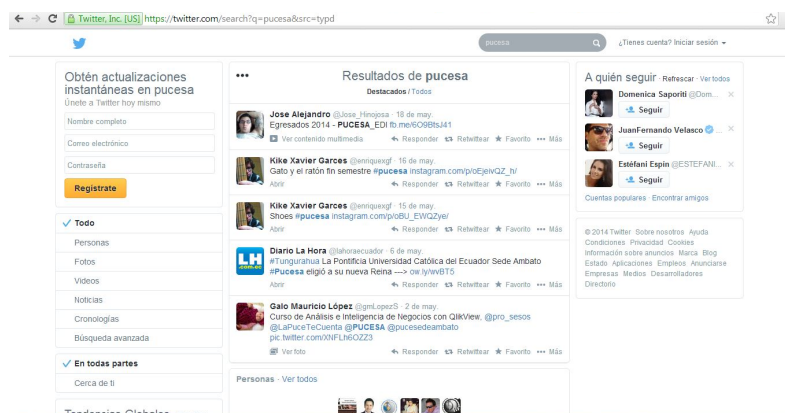 Twitter, Inc. [US] https://twitter.com/search?q=pucesa&src=typd
pucesa
¿Tienes cuenta? Iniciar sesión
Obtén actualizaciones
instantáneas en pucesa
Únete a Twitter hoy mismo
Nombre completo
Correo electrónico
Contraseña
Regístrate
Todo
Personas
Fotos
Videos
Noticias
Cronologías
Búsqueda avanzada
En todas partes
Cerca de ti
Tendencias Globales
Resultados de pucesa
Destacados / Todos
Jose Alejandro @Jose_Hinojosa · 18 de may.
Egresados 2014 - PUCESA_EDI fb.me/6O9BtsJ41
Ver contenido multimedia Responder Retwittear Favorito Más
Kike Xavier Garces @enriquexgf · 16 de may.
Gato y el ratón fin semestre #pucesa instagram.com/p/oEjeivQZ_h/
Abrir Responder Retwittear Favorito Más
Kike Xavier Garces @enriquexgf · 15 de may.
Shoes #pucesa instagram.com/p/oBU_EWQZye/
Abrir Responder Retwittear Favorito Más
LH
.com.ec
Diario La Hora @lahoraecuador · 6 de may.
#Tungurahua La Pontificia Universidad Católica del Ecuador Sede Ambato
#Pucesa eligió a su nueva Reina ---> ow.ly/wvBT5
Abrir Responder Retwittear Favorito Más
Galo Mauricio López @gmLopezS · 2 de may.
Curso de Análisis e Inteligencia de Negocios con QlikView, @pro_sesos
@LaPuceTeCuenta @PUCESA @pucesedeambato
pic.twitter.com/XNFLh6OZZ3
Ver foto Responder Retwittear Favorito Más
Personas · Ver todos
A quién seguir · Refrescar · Ver todos
Domenica Saporiti @Dom...
Seguir
JuanFernando Velasco ...
Seguir
Estéfani Espín @ESTEFANI...
Seguir
Cuentas populares · Encontrar amigos
© 2014 Twitter Sobre nosotros Ayuda
Condiciones Privacidad Cookies
Información sobre anuncios Marca Blog
Estado Aplicaciones Empleos Anunciarse
Empresas Medios Desarrolladores
Directorio